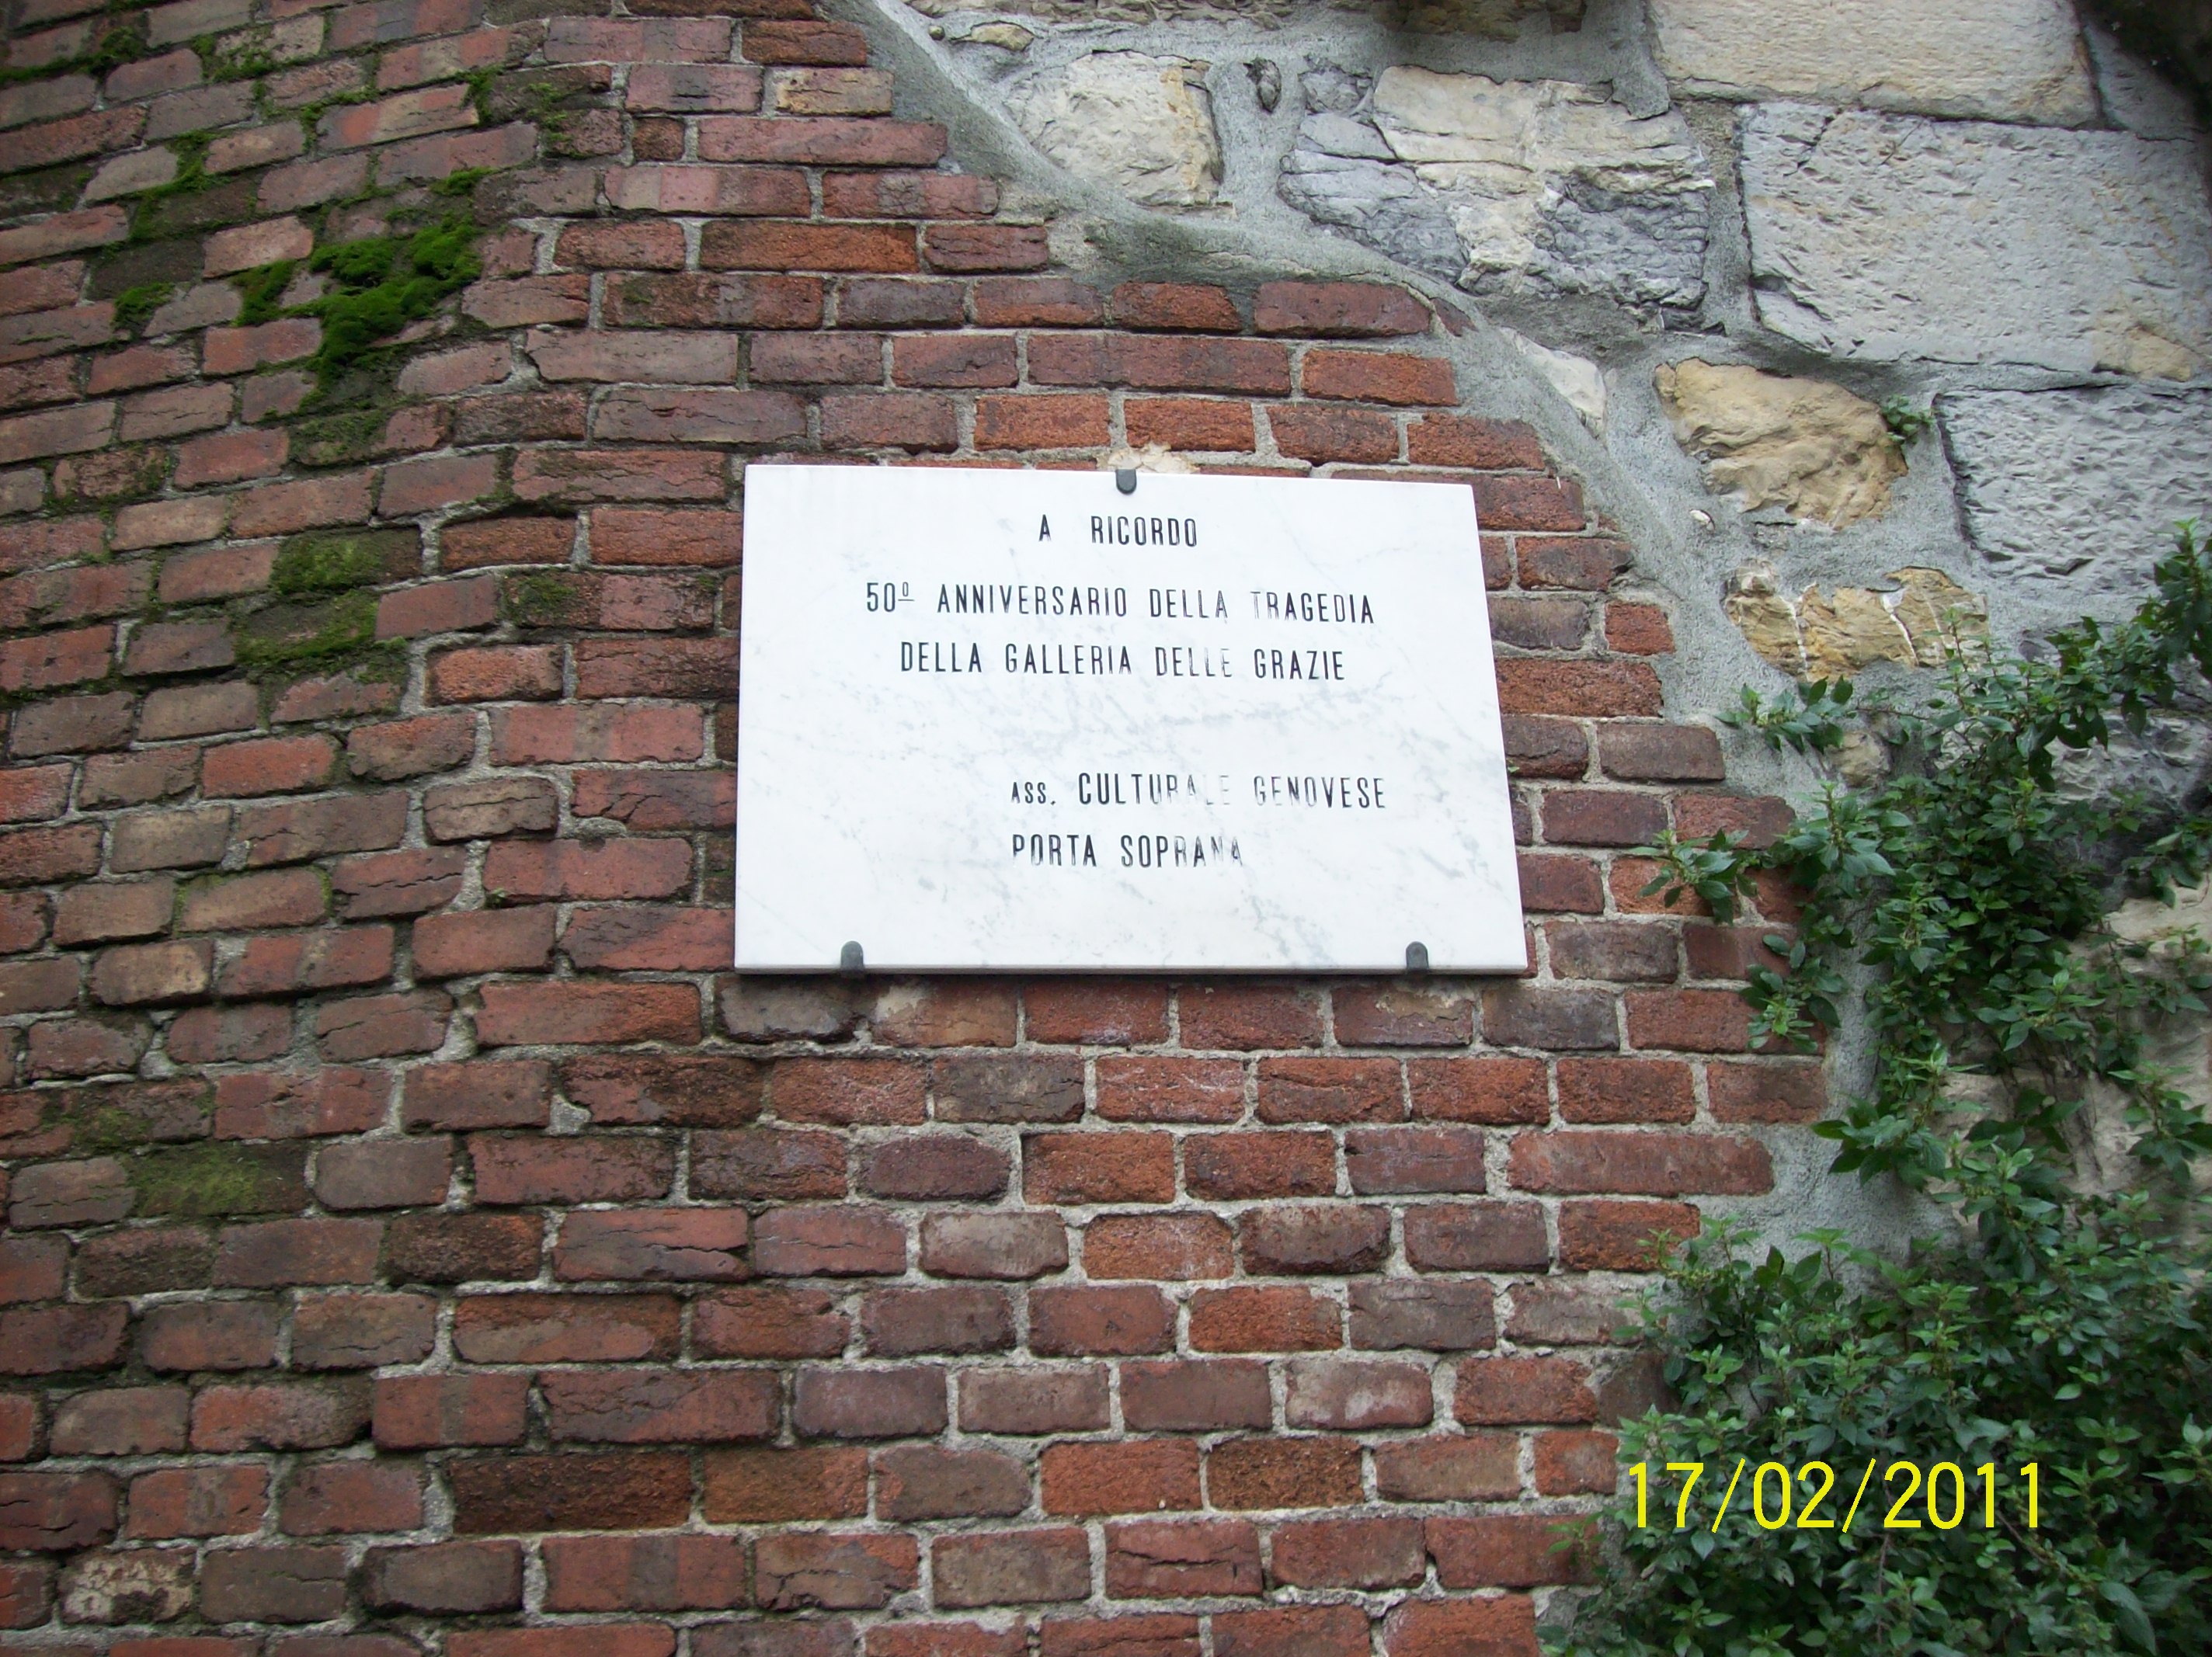 A RICORDO
50º ANNIVERSARIO DELLA TRAGEDIA
DELLA GALLERIA DELLE GRAZIE
ASS. CULTURALE GENOVESE
PORTA SOPRANA
17/02/2011